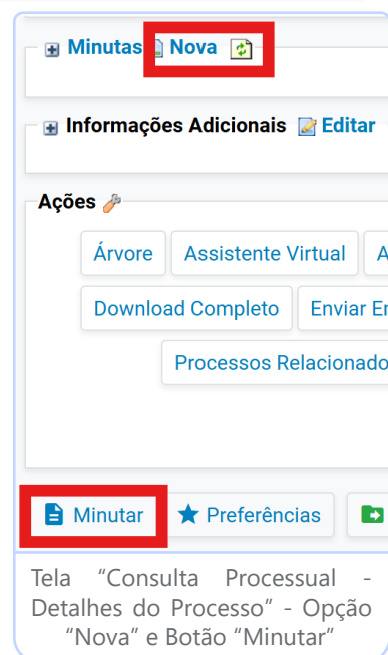 Minutas Nova
Informações Adicionais Editar
Ações
Árvore Assistente Virtual A
Download Completo Enviar E
Processos Relacionado
Minutar Preferências
Tela “Consulta Processual -
Detalhes do Processo” - Opção
“Nova” e Botão “Minutar”